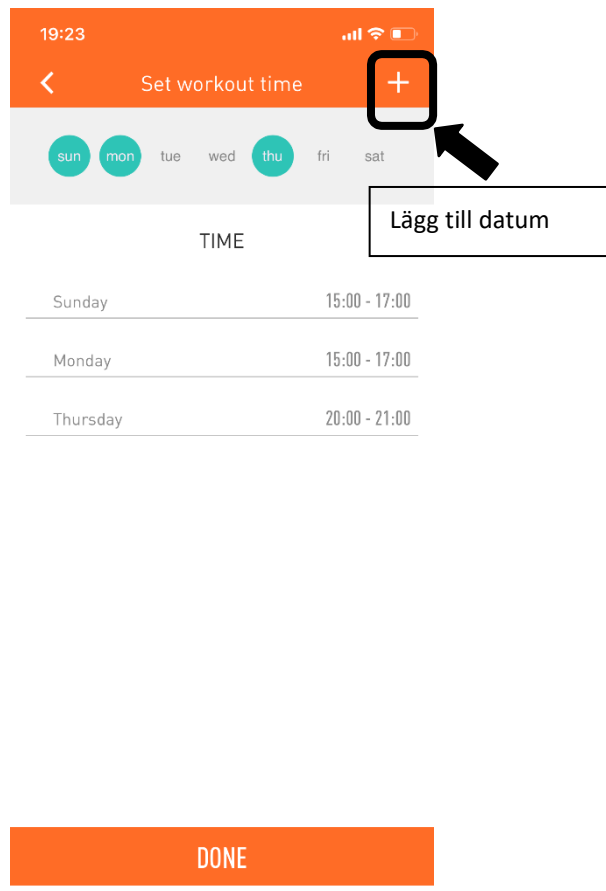 19:23
Set workout time
sun mon tue wed thu fri sat
Lägg till datum
TIME
Sunday 15:00 - 17:00
Monday 15:00 - 17:00
Thursday 20:00 - 21:00
DONE